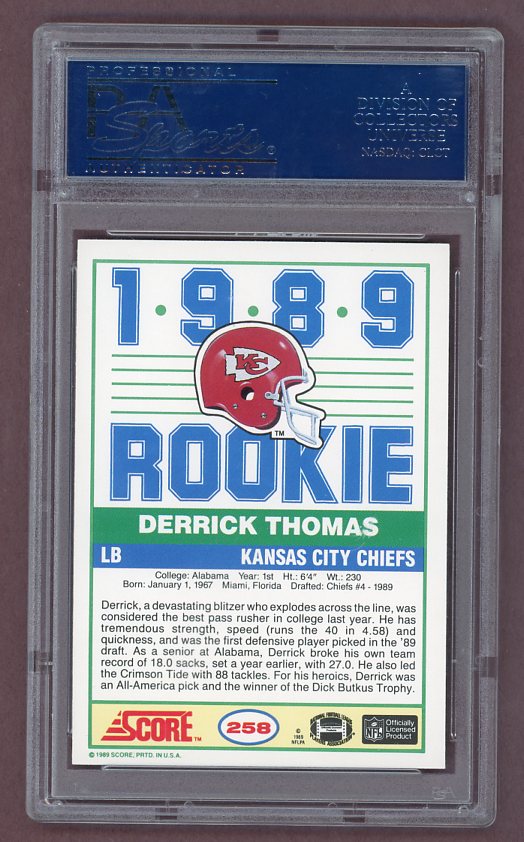 PROFESSIONAL
PSA
Sports.
AUTHENTICATOR
A
DIVISION OF
COLLECTORS
UNIVERSE
NASDAQ: CLCT
1·9·8·9
KC
TM
ROOKIE
DERRICK THOMAS
LB KANSAS CITY CHIEFS
College: Alabama Year: 1st Ht.: 6'4" Wt.: 230
Born: January 1, 1967 Miami, Florida Drafted: Chiefs #4 - 1989
Derrick, a devastating blitzer who explodes across the line, was
considered the best pass rusher in college last year. He has
tremendous strength, speed (runs the 40 in 4.58) and
quickness, and was the first defensive player picked in the '89
draft. As a senior at Alabama, Derrick broke his own team
record of 18.0 sacks, set a year earlier, with 27.0. He also led
the Crimson Tide with 88 tackles. For his heroics, Derrick was
an All-America pick and the winner of the Dick Butkus Trophy.
SCORE™ 258 © 1989 NFLPA NFL Officially Licensed Product
© 1989 SCORE, PRTD. IN U.S.A.
PSA